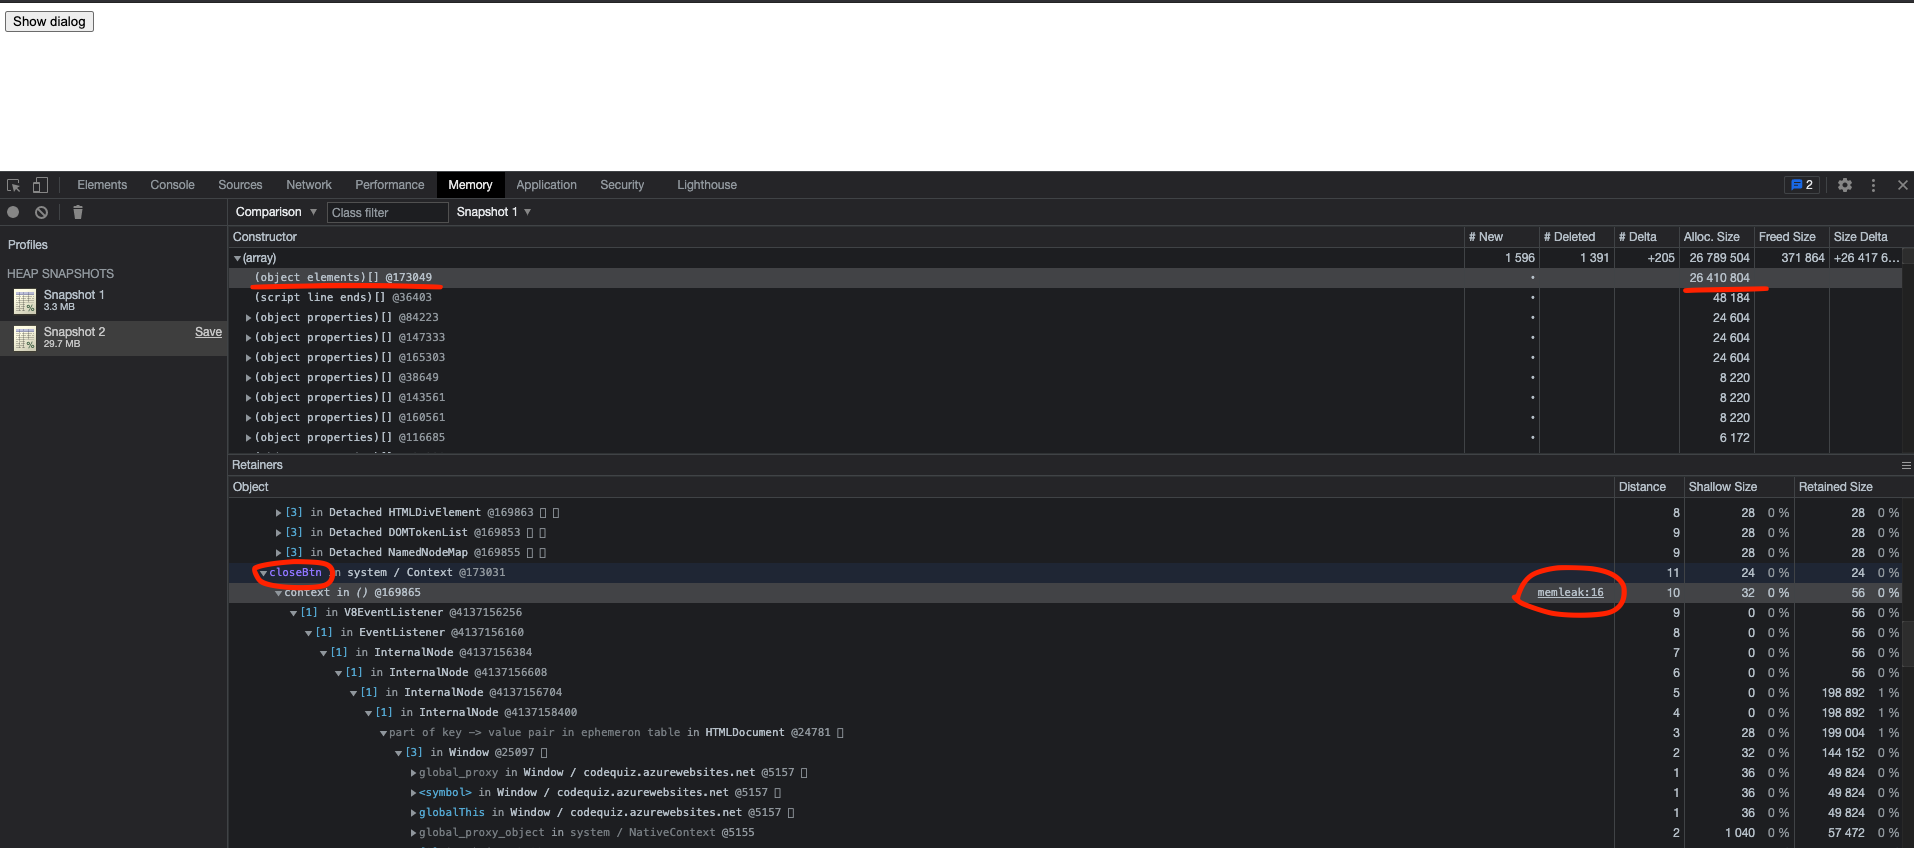 Show dialog
Elements Console Sources Network Performance Memory Application Security Lighthouse 2
Comparison ▼ Class filter Snapshot 1 ▼
Profiles
HEAP SNAPSHOTS
Snapshot 1
3.3 MB
Snapshot 2 Save
29.7 MB
Constructor # New # Deleted # Delta Alloc. Size Freed Size Size Delta
▼(array) 1 596 1 391 +205 26 789 504 371 864 +26 417 6…
(object elements)[] @173049 • 26 410 804
(script line ends)[] @36403 • 48 184
▶(object properties)[] @84223 • 24 604
▶(object properties)[] @147333 • 24 604
▶(object properties)[] @165303 • 24 604
▶(object properties)[] @38649 • 8 220
▶(object properties)[] @143561 • 8 220
▶(object properties)[] @160561 • 8 220
▶(object properties)[] @116685 • 6 172
Retainers
Object Distance Shallow Size Retained Size
▶[3] in Detached HTMLDivElement @169863 8 28 0 % 28 0 %
▶[3] in Detached DOMTokenList @169853 9 28 0 % 28 0 %
▶[3] in Detached NamedNodeMap @169855 9 28 0 % 28 0 %
▼closeBtn in system / Context @173031 11 24 0 % 24 0 %
▼context in () @169865 memleak:16 10 32 0 % 56 0 %
▼[1] in V8EventListener @4137156256 9 0 0 % 56 0 %
▼[1] in EventListener @4137156160 8 0 0 % 56 0 %
▼[1] in InternalNode @4137156384 7 0 0 % 56 0 %
▼[1] in InternalNode @4137156608 6 0 0 % 56 0 %
▼[1] in InternalNode @4137156704 5 0 0 % 198 892 1 %
▼[1] in InternalNode @4137158400 4 0 0 % 198 892 1 %
▼part of key -> value pair in ephemeron table in HTMLDocument @24781 3 28 0 % 199 004 1 %
▼[3] in Window @25097 2 32 0 % 144 152 0 %
▶global_proxy in Window / codequiz.azurewebsites.net @5157 1 36 0 % 49 824 0 %
▶<symbol> in Window / codequiz.azurewebsites.net @5157 1 36 0 % 49 824 0 %
▶globalThis in Window / codequiz.azurewebsites.net @5157 1 36 0 % 49 824 0 %
▶global_proxy_object in system / NativeContext @5155 2 1 040 0 % 57 472 0 %